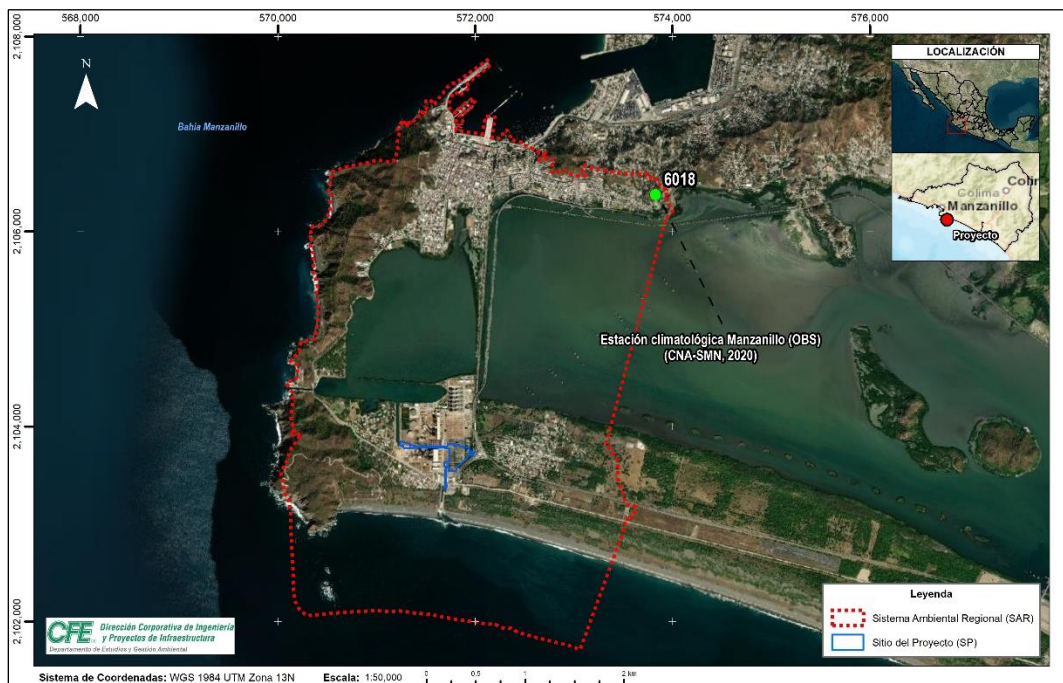 568,000
570,000
572,000
574,000
576,000
2,108,000
2,106,000
2,104,000
2,102,000
N
Bahia Manzanillo
6018
Estación climatológica Manzanillo (OBS)
(CNA-SMN, 2020)
LOCALIZACIÓN
Colima
Coli
Manzanillo
Proyecto
Leyenda
Sistema Ambiental Regional (SAR)
Sitio del Proyecto (SP)
CFE
Dirección Corporativa de Ingeniería
y Proyectos de Infraestructura
Departamento de Estudios y Gestión Ambiental
Sistema de Coordenadas: WGS 1984 UTM Zona 13N
Escala: 1:50,000
0 0.5 1 2 km